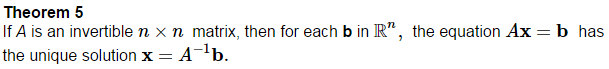 Theorem 5
If A is an invertible n × n matrix, then for each b in ℝⁿ, the equation Ax = b has
the unique solution x = A⁻¹b.